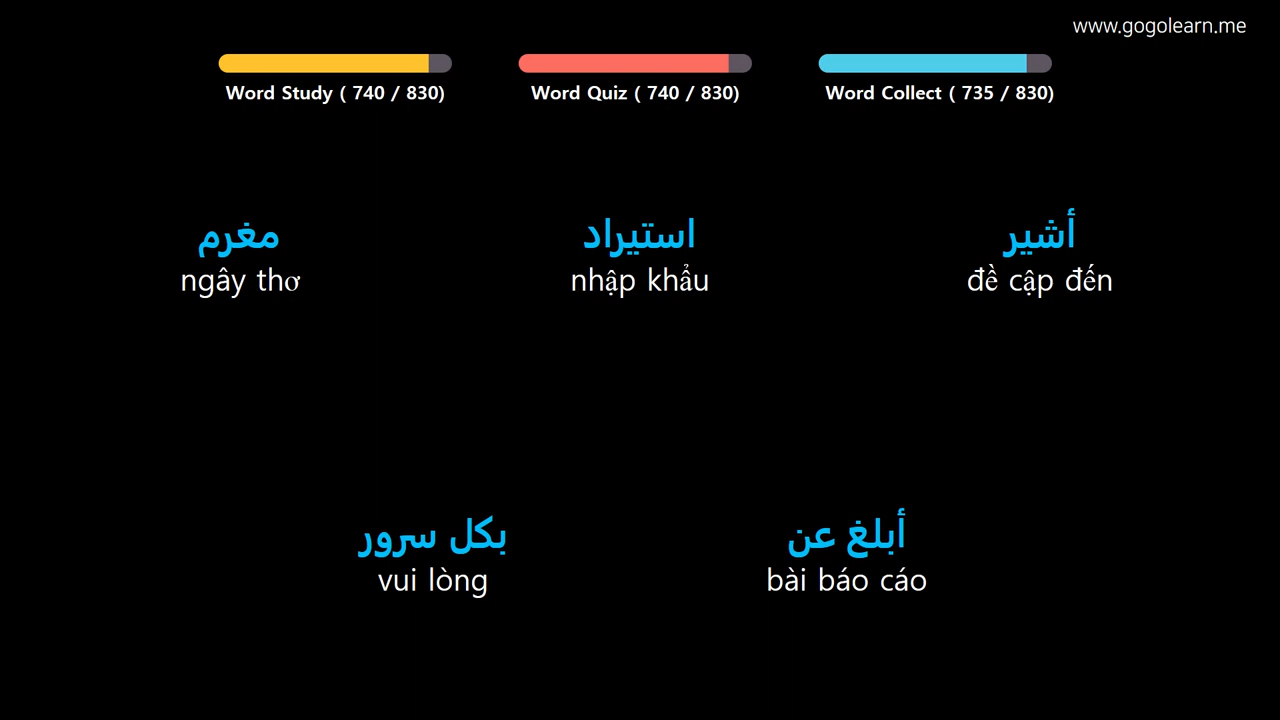 www.gogolearn.me
Word Study ( 740 / 830)
Word Quiz ( 740 / 830)
Word Collect ( 735 / 830)
مغرم
ngây thơ
استيراد
nhập khẩu
أشير
đề cập đến
بكل سرور
vui lòng
أبلغ عن
bài báo cáo